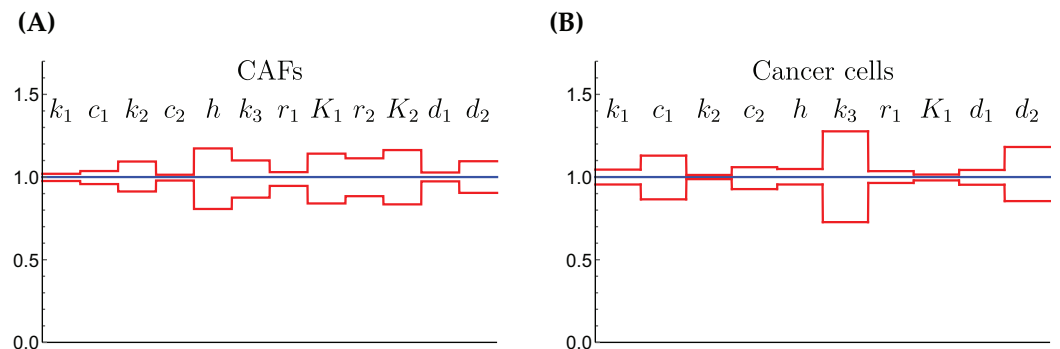 (A)
CAFs
k₁ c₁ k₂ c₂ h k₃ r₁ K₁ r₂ K₂ d₁ d₂
1.5
1.0
0.5
0.0
(B)
Cancer cells
k₁ c₁ k₂ c₂ h k₃ r₁ K₁ d₁ d₂
1.5
1.0
0.5
0.0